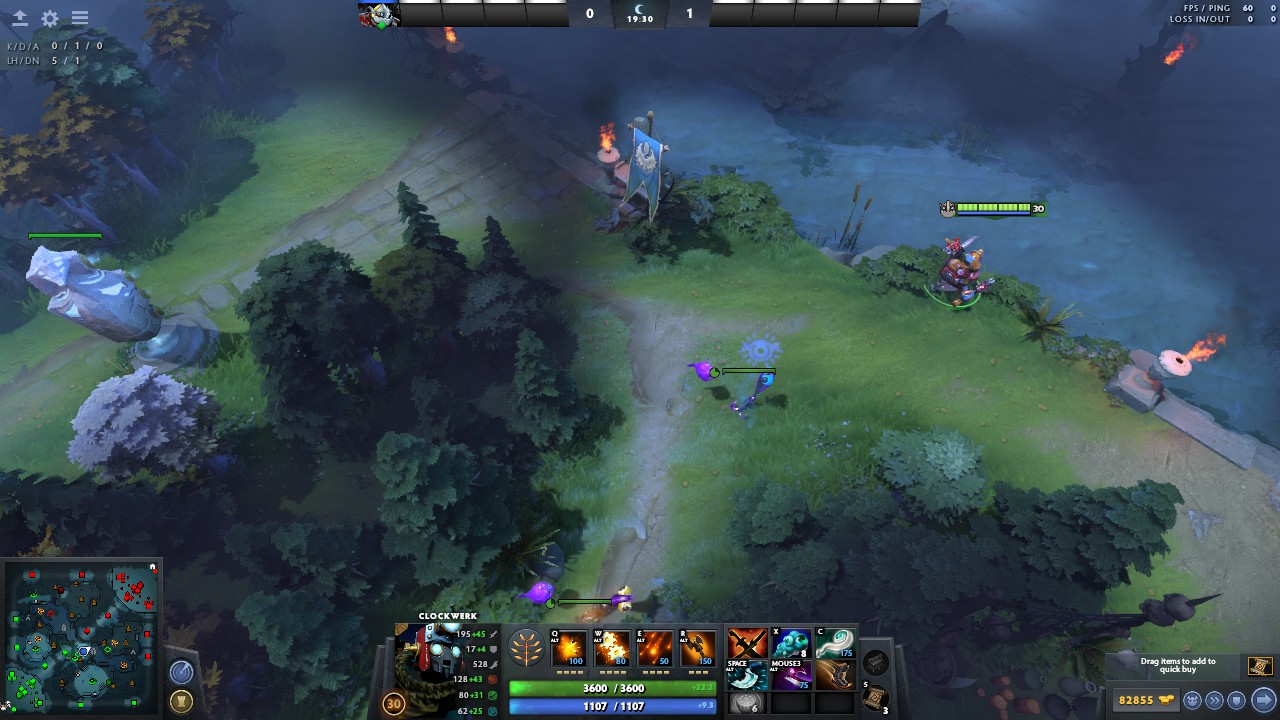 0 19:30 1
FPS / PING 60 0
LOSS IN/OUT 0 0
K/D/A 0 / 1 / 0
LH/DN 5 / 1
30
CLOCKWERK
195 +45
17 +4
528
128 +43
80 +31
62 +25
30
Q ALT 100
W ALT 80
E ALT 50
R ALT 150
3600 / 3600 +22.2
1107 / 1107 +9.3
X 8
C 175
SPACE ALT
MOUSE3 ALT 75
6
5 3
Drag items to add to
quick buy
82855